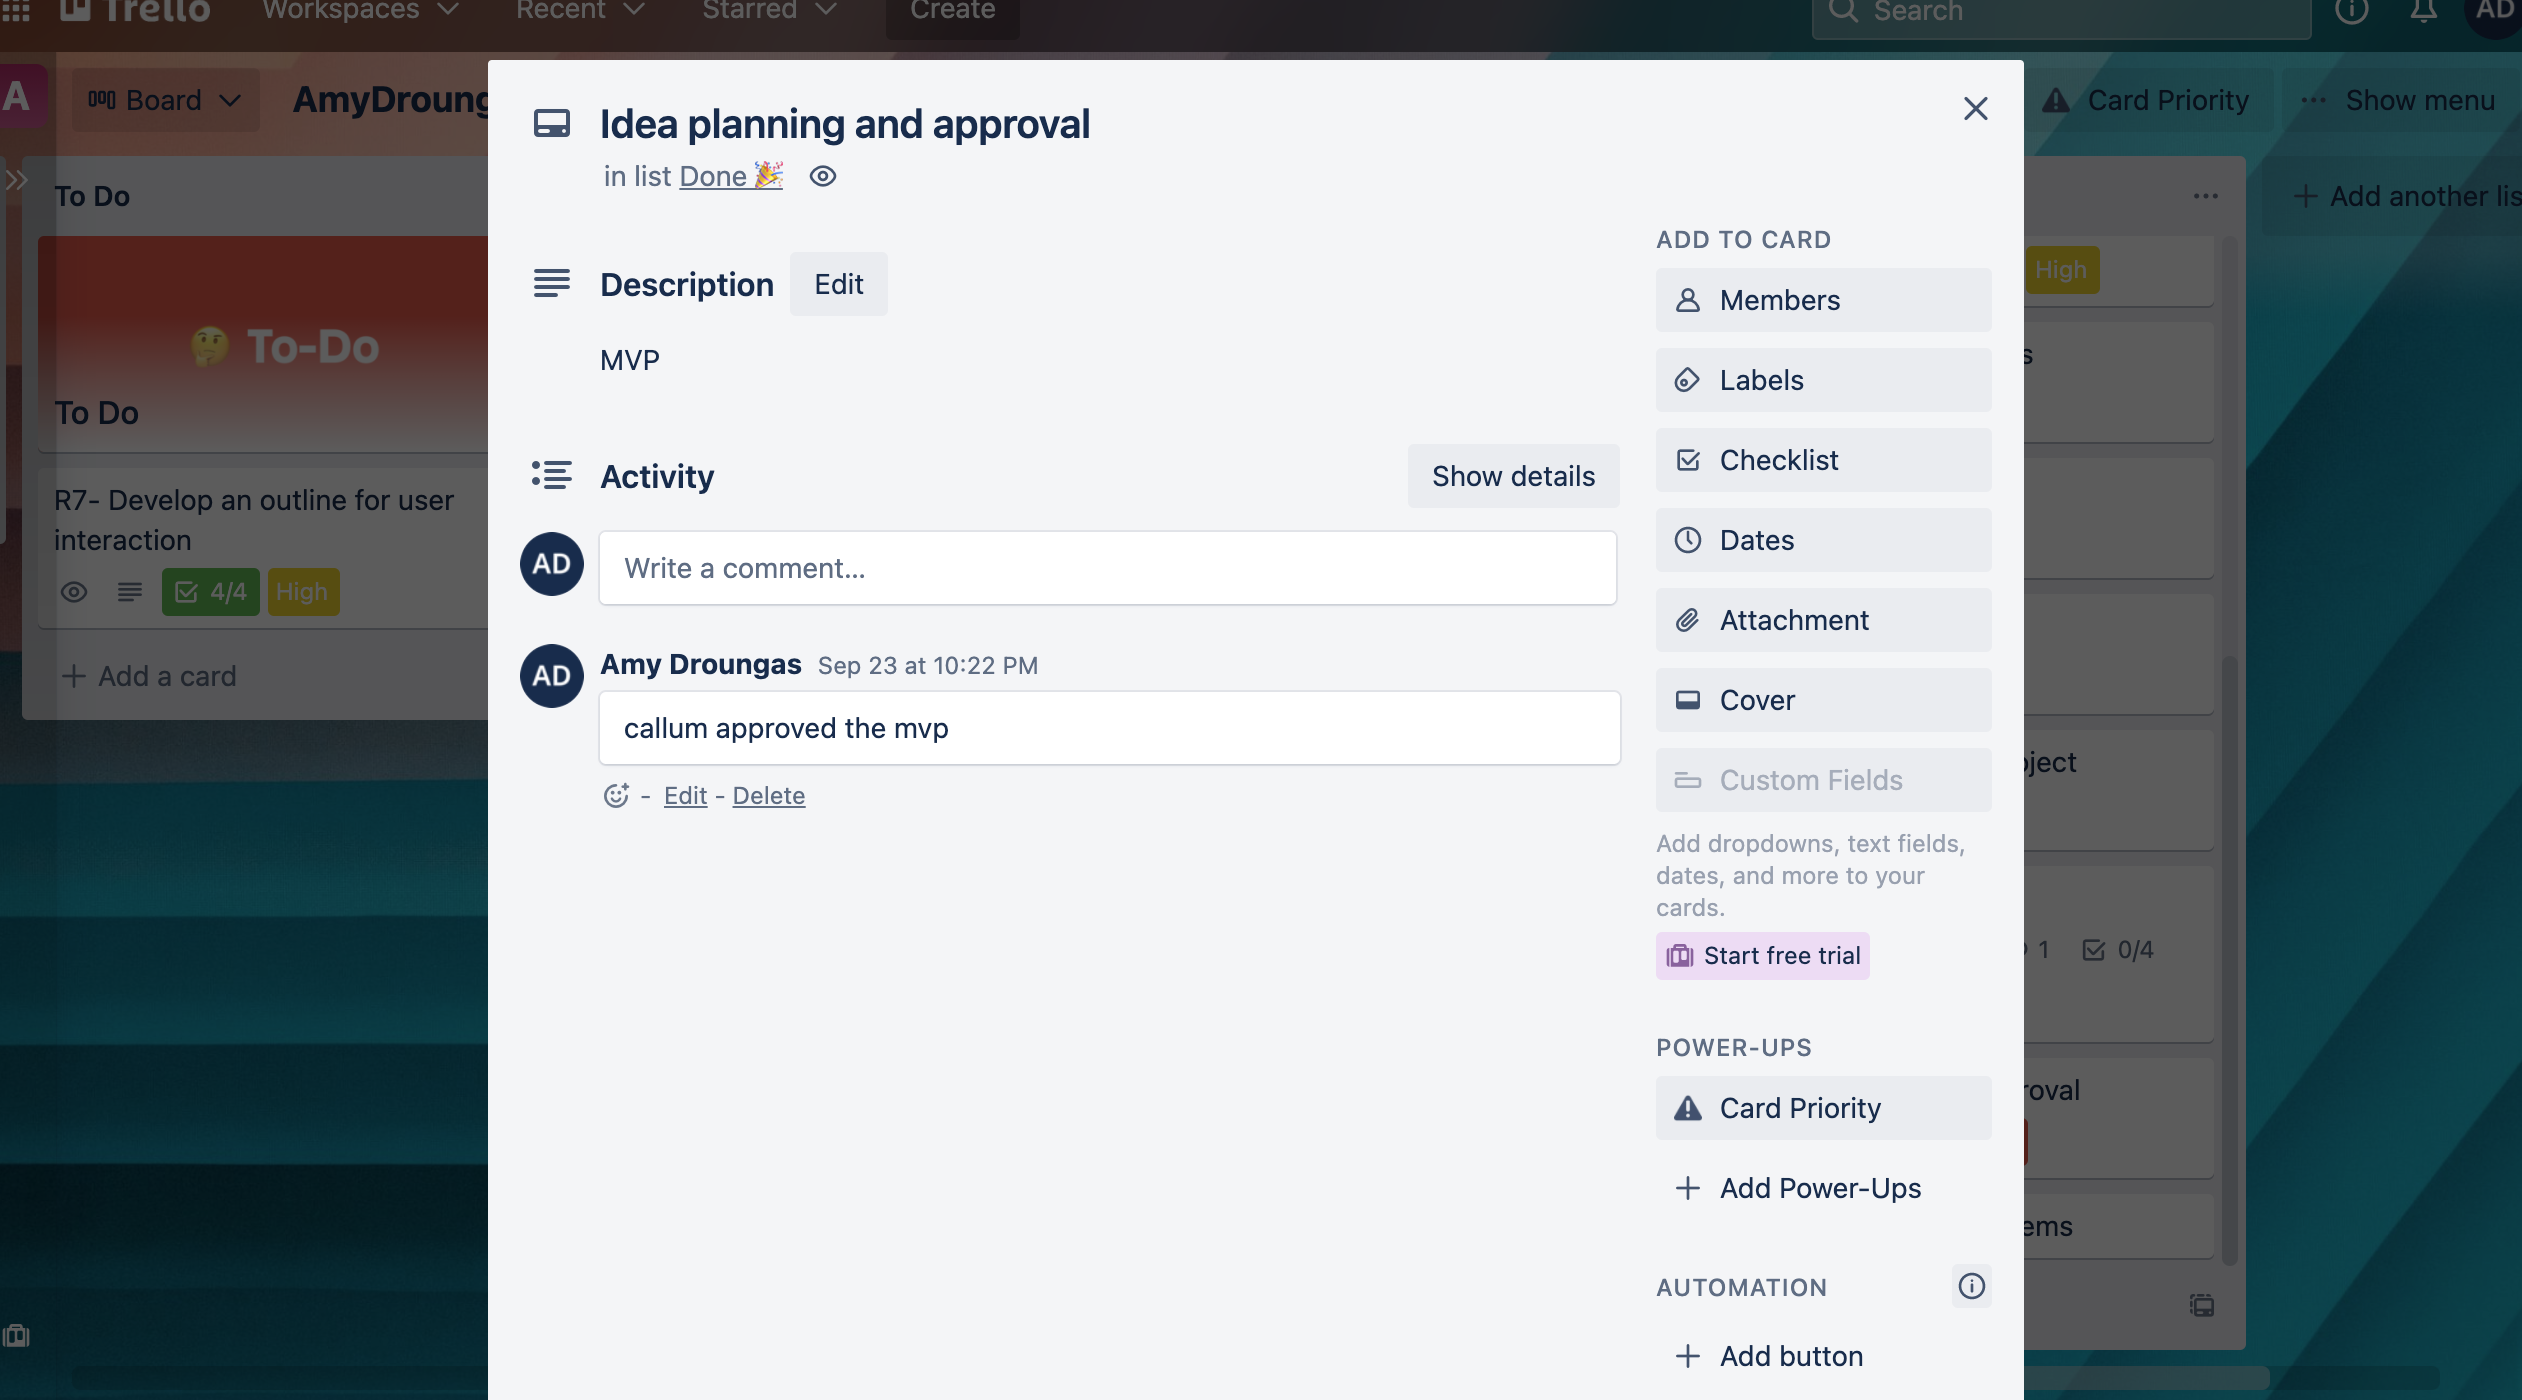 Trello
Workspaces
Recent
Starred
Create
Search
AD
A
Board
AmyDroung
Card Priority
Show menu
To Do
To-Do
To Do
R7- Develop an outline for user
interaction
4/4
High
Add a card
Idea planning and approval
in list Done
Description
Edit
MVP
Activity
Show details
AD
Write a comment...
AD
Amy Droungas
Sep 23 at 10:22 PM
callum approved the mvp
- Edit - Delete
ADD TO CARD
Members
Labels
Checklist
Dates
Attachment
Cover
Custom Fields
Add dropdowns, text fields,
dates, and more to your
cards.
Start free trial
POWER-UPS
Card Priority
Add Power-Ups
AUTOMATION
Add button
Add another lis
High
s
ject
1
0/4
roval
ems